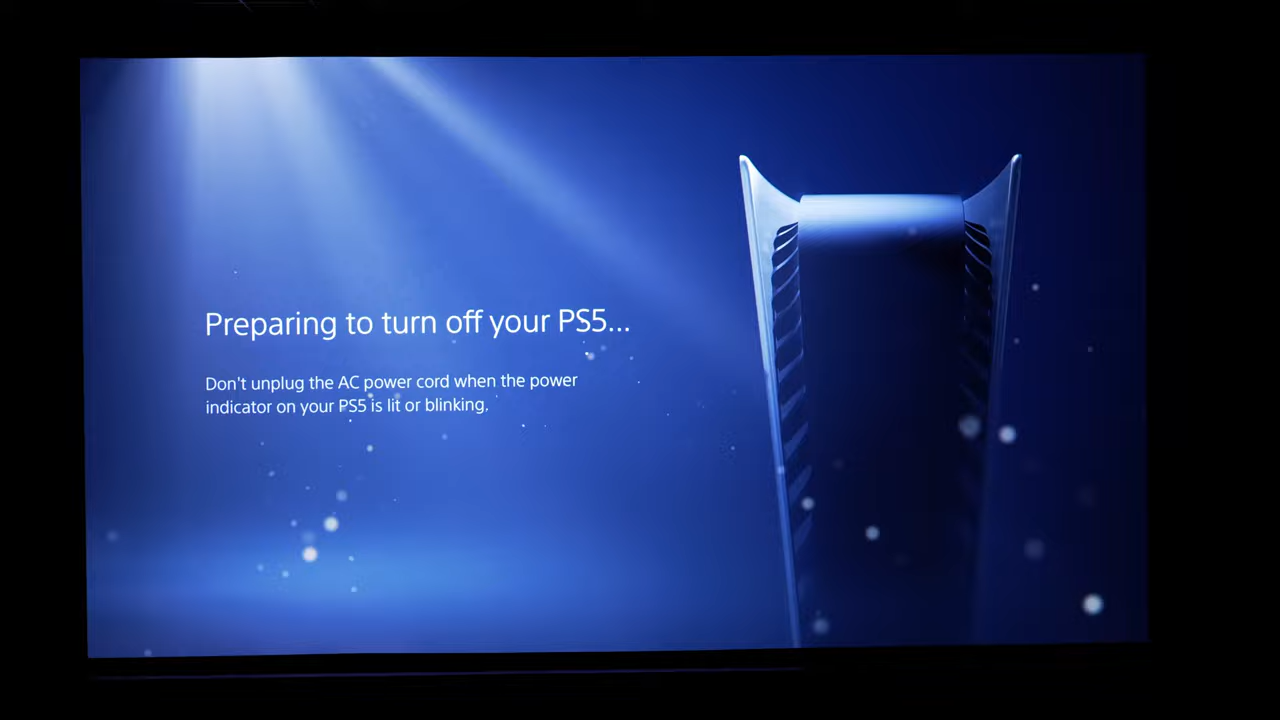 Preparing to turn off your PS5...
Don't unplug the AC power cord when the power
indicator on your PS5 is lit or blinking.